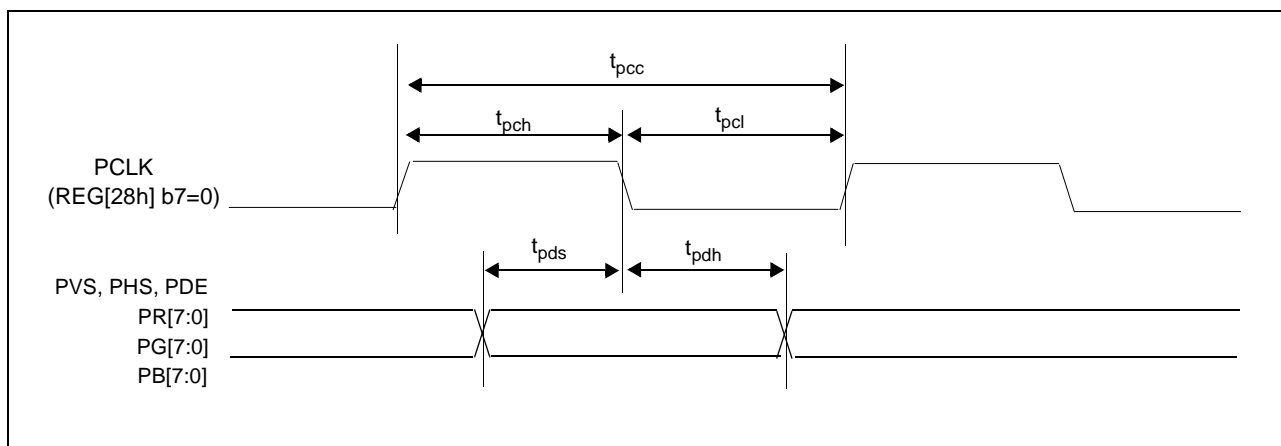 tpcc
tpch tpcl
PCLK
(REG[28h] b7=0)
tpds tpdh
PVS, PHS, PDE
PR[7:0]
PG[7:0]
PB[7:0]